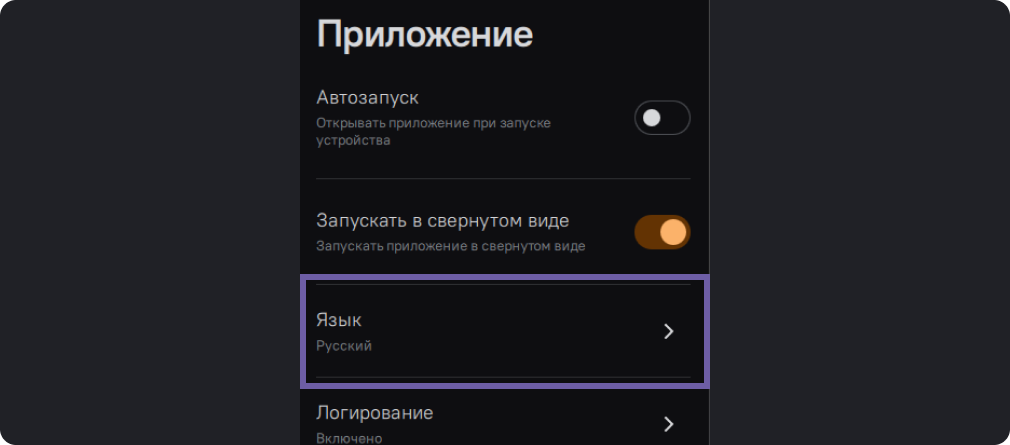 Приложение
Автозапуск
Открывать приложение при запуске
устройства
Запускать в свернутом виде
Запускать приложение в свернутом виде
Язык
Русский
Логирование
Включено